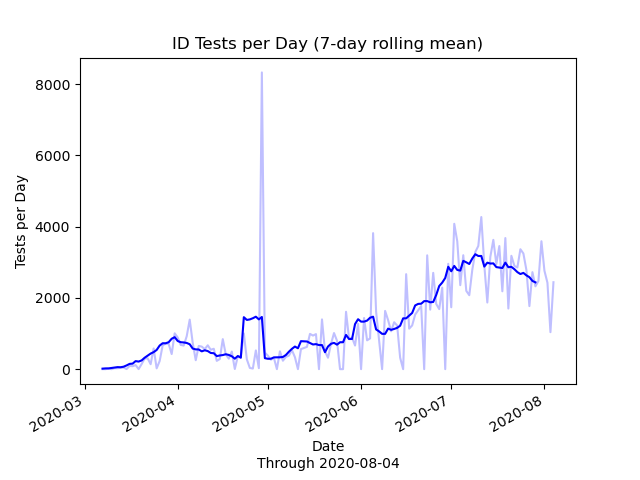 ID Tests per Day (7-day rolling mean)
8000
6000
4000
2000
0
Tests per Day
2020-03
2020-04
2020-05
2020-06
2020-07
2020-08
Date
Through 2020-08-04